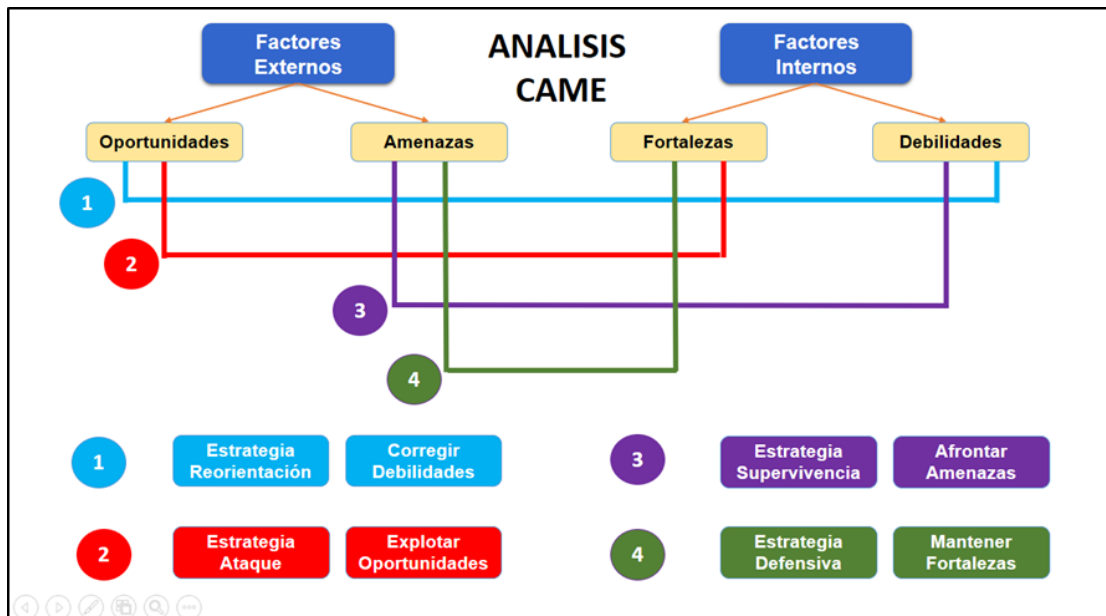 Factores
Externos
ANALISIS
CAME
Factores
Internos
Oportunidades
Amenazas
Fortalezas
Debilidades
1
2
3
4
1
Estrategia
Reorientación
Corregir
Debilidades
3
Estrategia
Supervivencia
Afrontar
Amenazas
2
Estrategia
Ataque
Explotar
Oportunidades
4
Estrategia
Defensiva
Mantener
Fortalezas